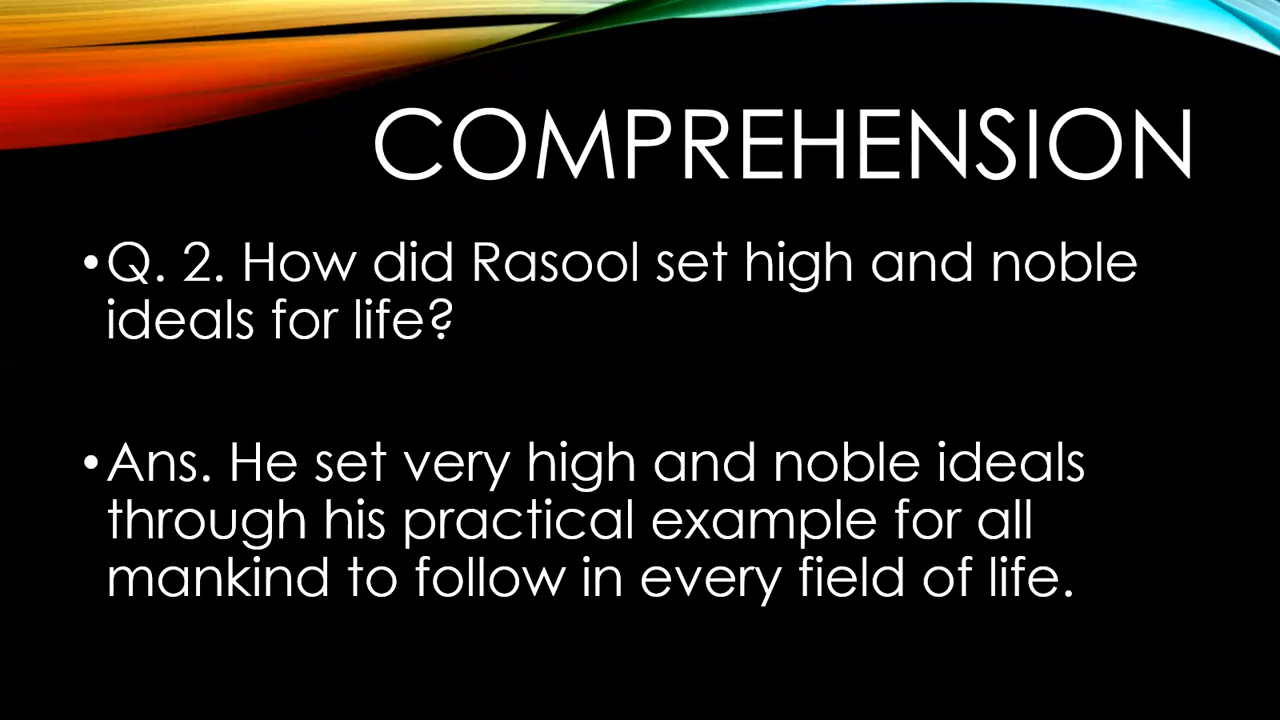 COMPREHENSION
•Q. 2. How did Rasool set high and noble
ideals for life?
•Ans. He set very high and noble ideals
through his practical example for all
mankind to follow in every field of life.